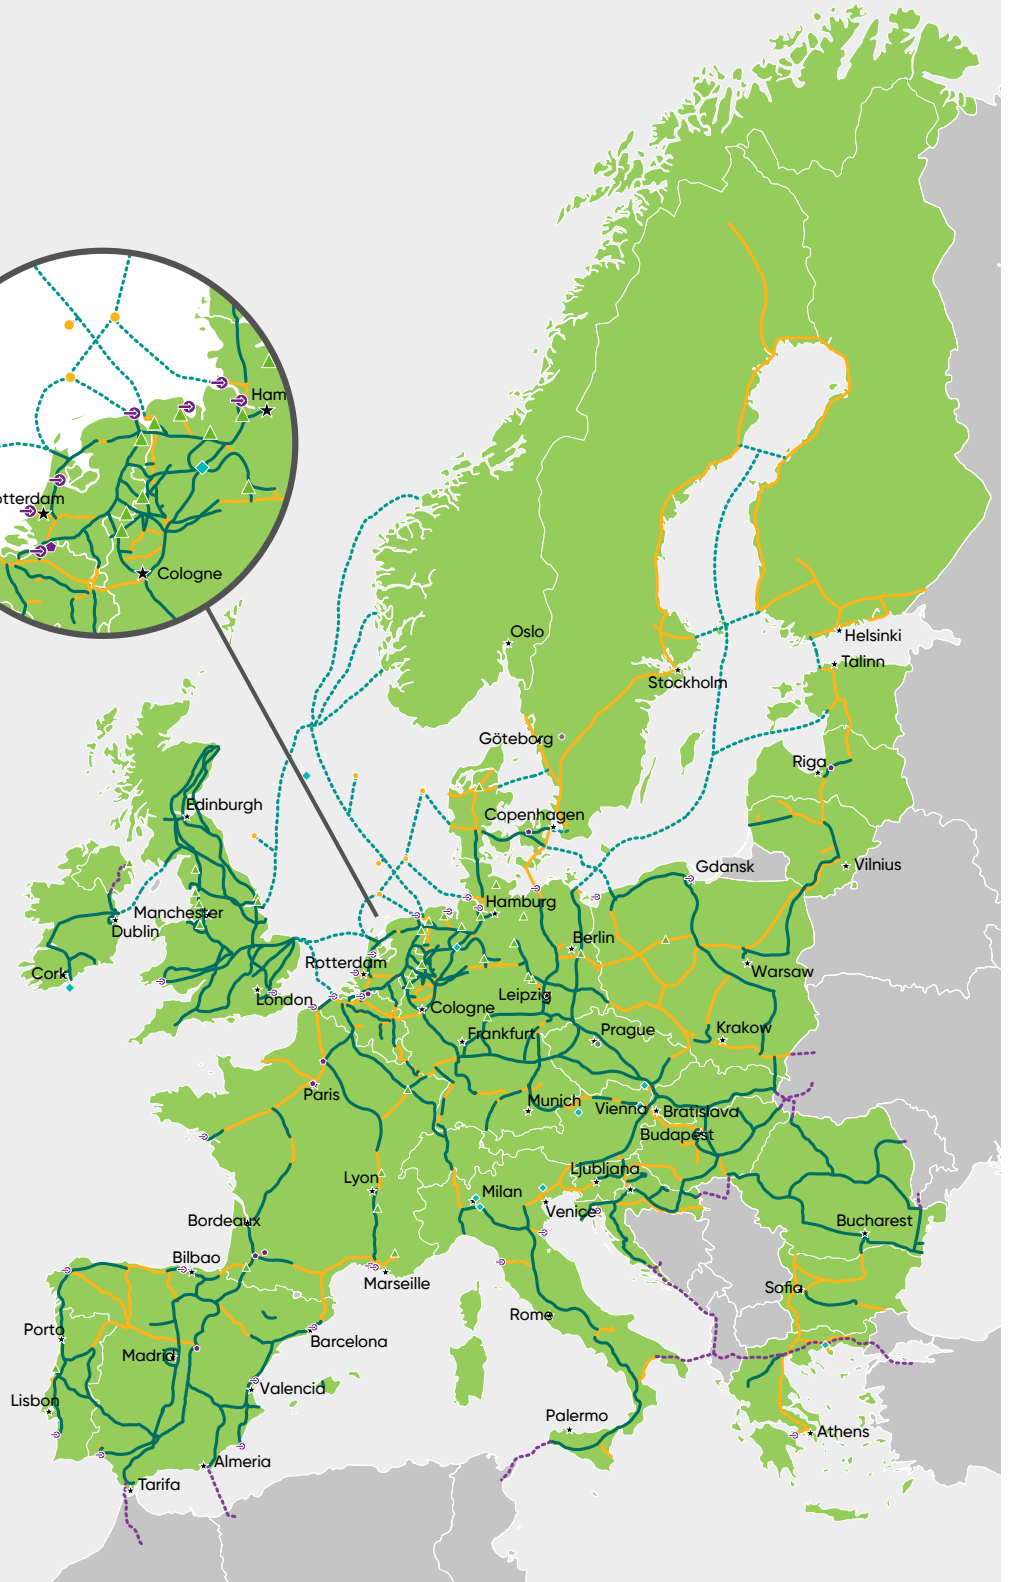 Ham
otterdam
Cologne
Oslo
Helsinki
Talinn
Stockholm
Göteborg
Riga
Edinburgh
Copenhagen
Gdansk
Vilnius
Manchester
Hamburg
Dublin
Berlin
Cork
Rotterdam
Warsaw
London
Leipzig
Cologne
Frankfurt
Prague
Krakow
Paris
Munich
Vienna
Bratislava
Budapest
Lyon
Ljubljana
Milan
Venice
Bordeaux
Bucharest
Bilbao
Marseille
Sofia
Rome
Porto
Madrid
Barcelona
Valencia
Lisbon
Palermo
Athens
Almeria
Tarifa